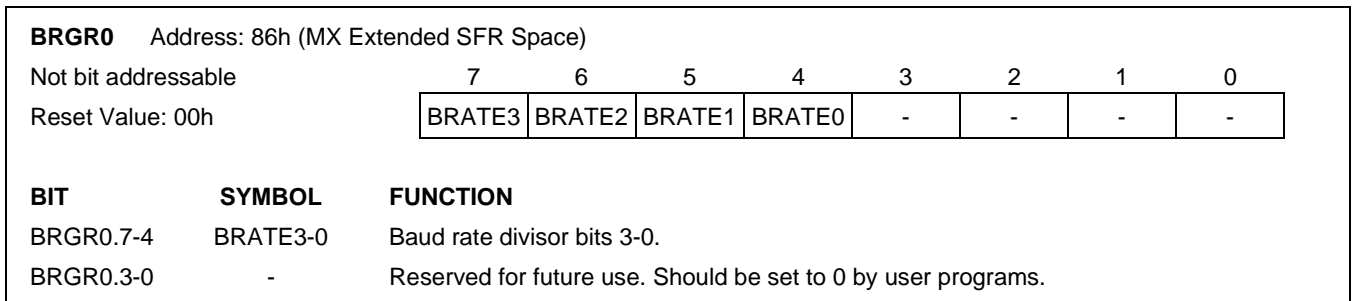 BRGR0 Address: 86h (MX Extended SFR Space)
Not bit addressable 7 6 5 4 3 2 1 0
Reset Value: 00h BRATE3 BRATE2 BRATE1 BRATE0 - - - -
BIT SYMBOL FUNCTION
BRGR0.7-4 BRATE3-0 Baud rate divisor bits 3-0.
BRGR0.3-0 - Reserved for future use. Should be set to 0 by user programs.